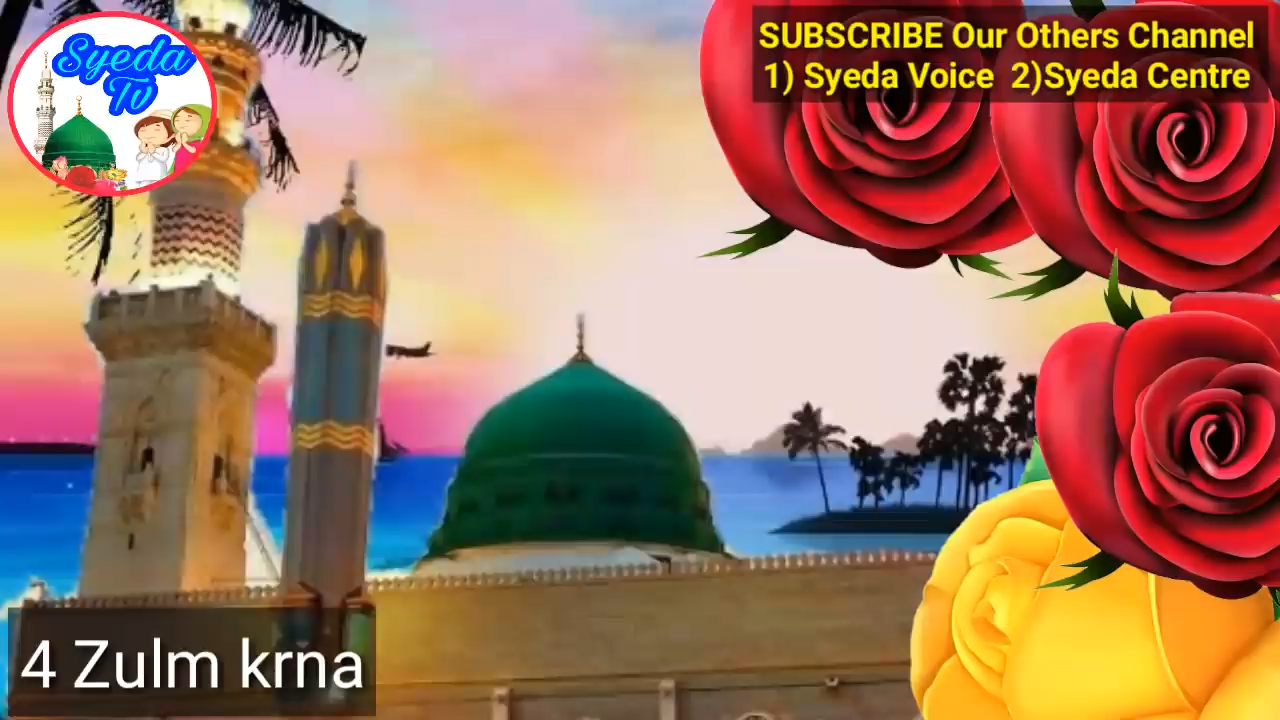 Syeda
Tv
SUBSCRIBE Our Others Channel
1) Syeda Voice 2)Syeda Centre
4 Zulm krna